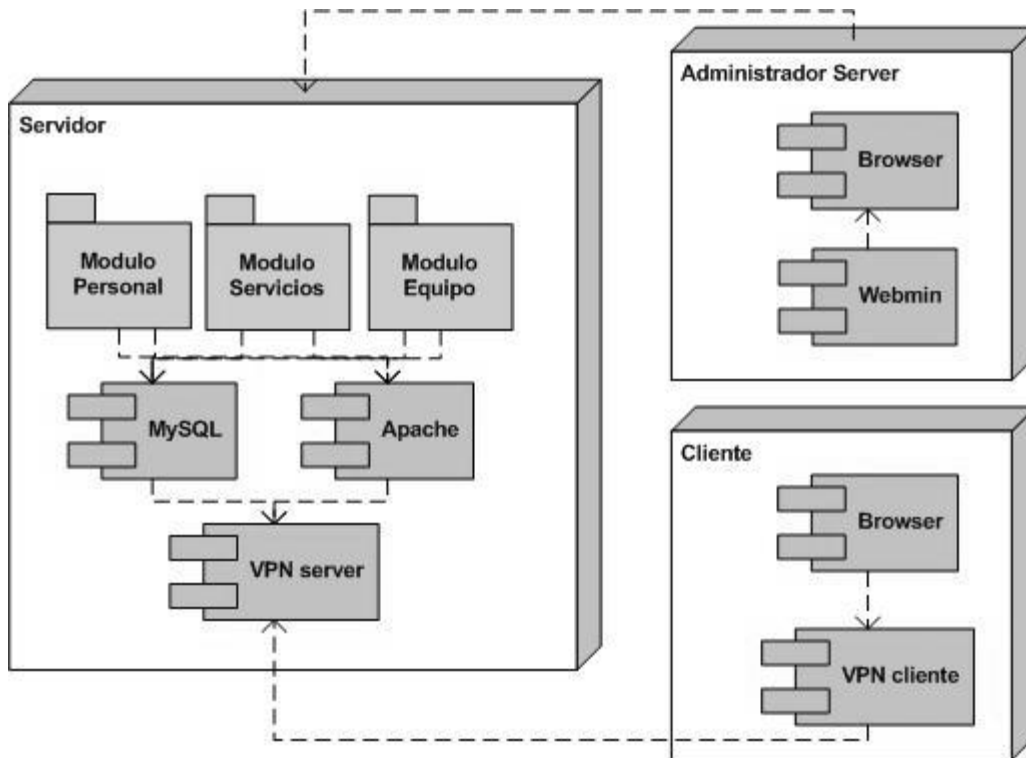 Servidor
Modulo
Personal
Modulo
Servicios
Modulo
Equipo
MySQL
Apache
VPN server
Administrador Server
Browser
Webmin
Cliente
Browser
VPN cliente